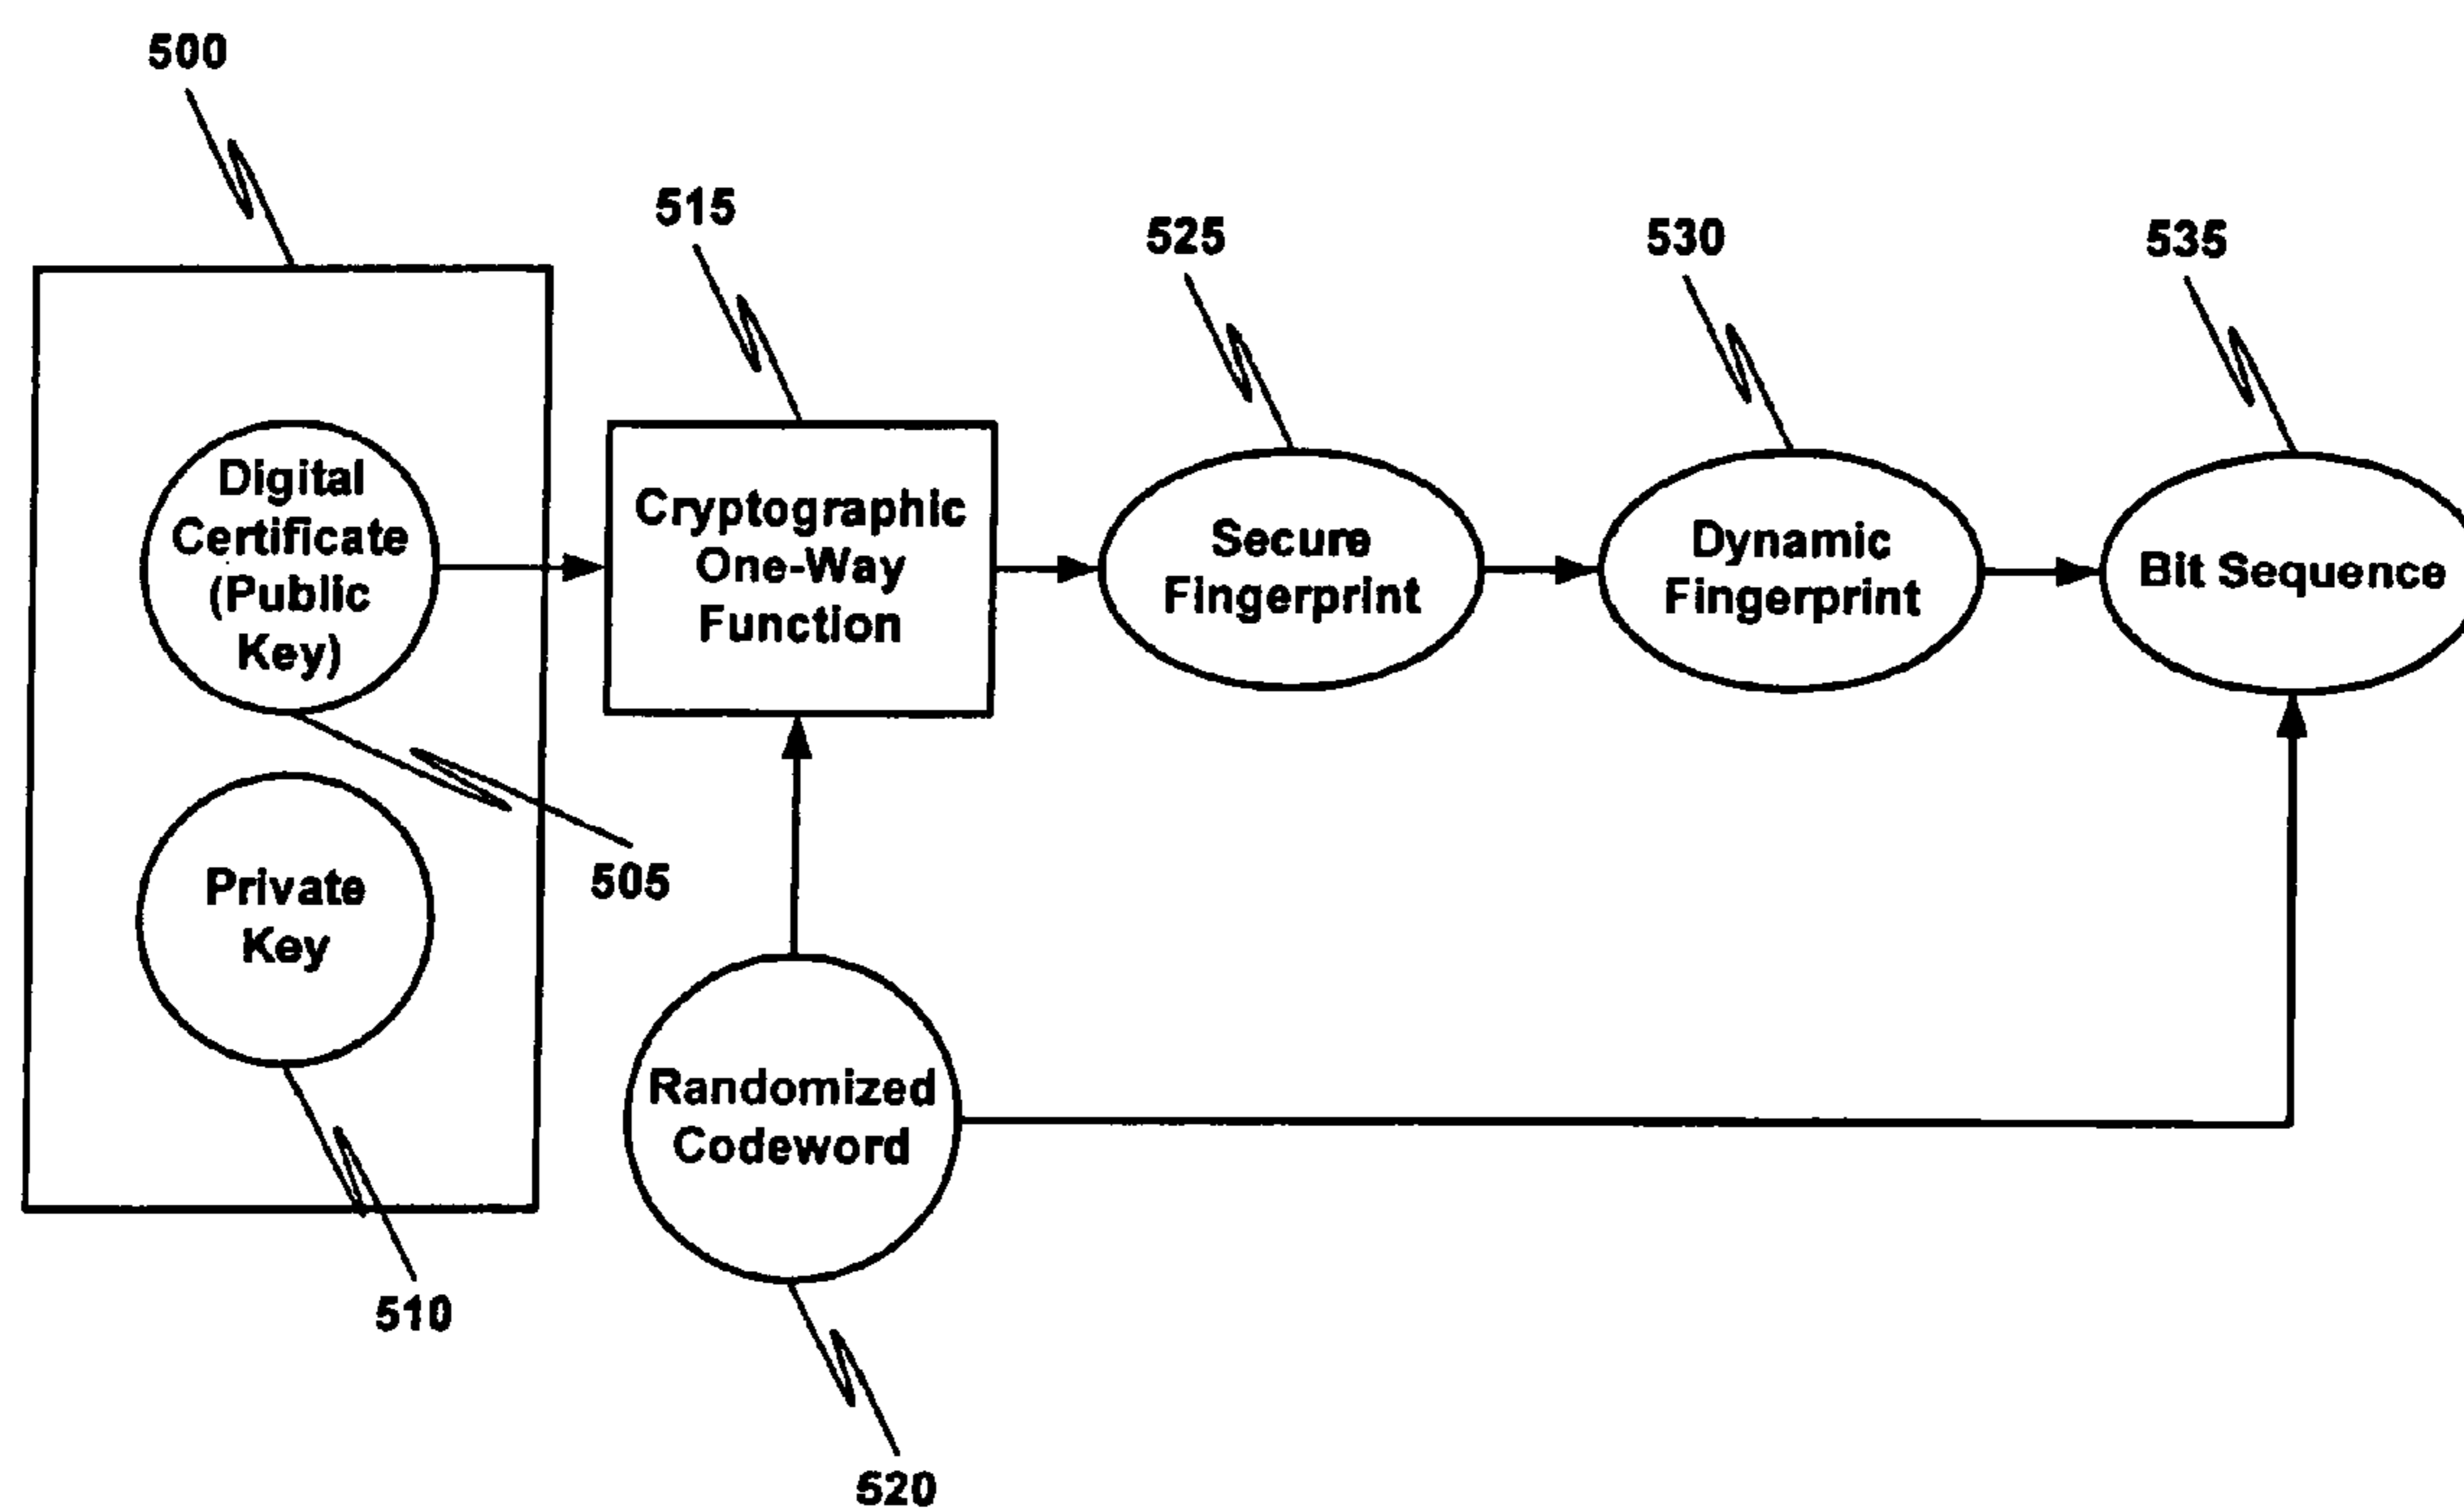 500
515
525
530
535
Digital
Certificate
(Public
Key)
Cryptographic
One-Way
Function
Secure
Fingerprint
Dynamic
Fingerprint
Bit Sequence
505
Private
Key
Randomized
Codeword
510
520